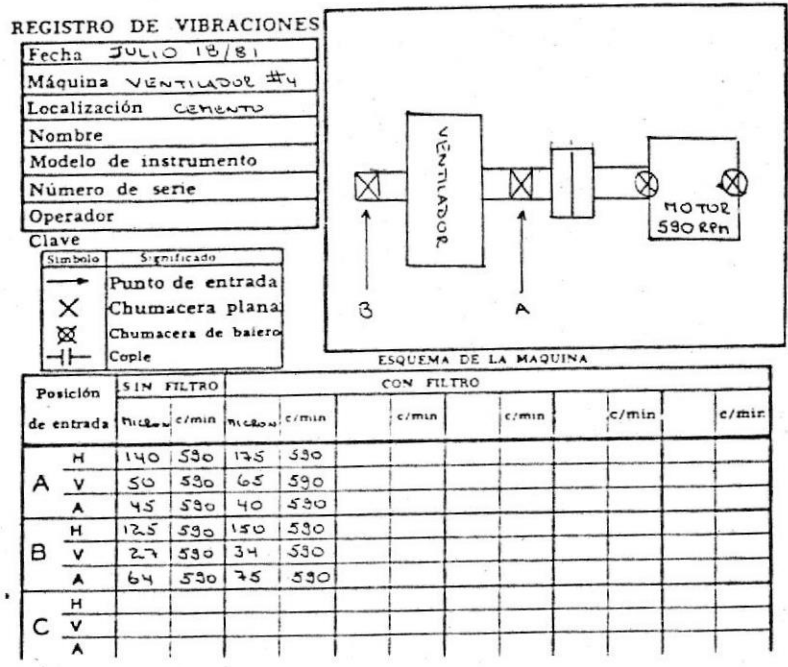 REGISTRO DE VIBRACIONES
Fecha JULIO 18/81
Máquina VENTILADOR #4
Localización CEMENTO
Nombre
Modelo de instrumento
Número de serie
Operador
Clave
Simbolo Significado
Punto de entrada
Chumacera plana
Chumacera de balero
Cople
VENTILADOR
MOTOR
590 RPM
B A
ESQUEMA DE LA MAQUINA
Posición de entrada SIN FILTRO CON FILTRO
micron c/min micron c/min c/min c/min c/min c/min
A H 140 590 175 590
V 50 590 65 590
A 45 590 40 590
B H 125 590 150 590
V 27 590 34 590
A 64 590 75 590
C H
V
A